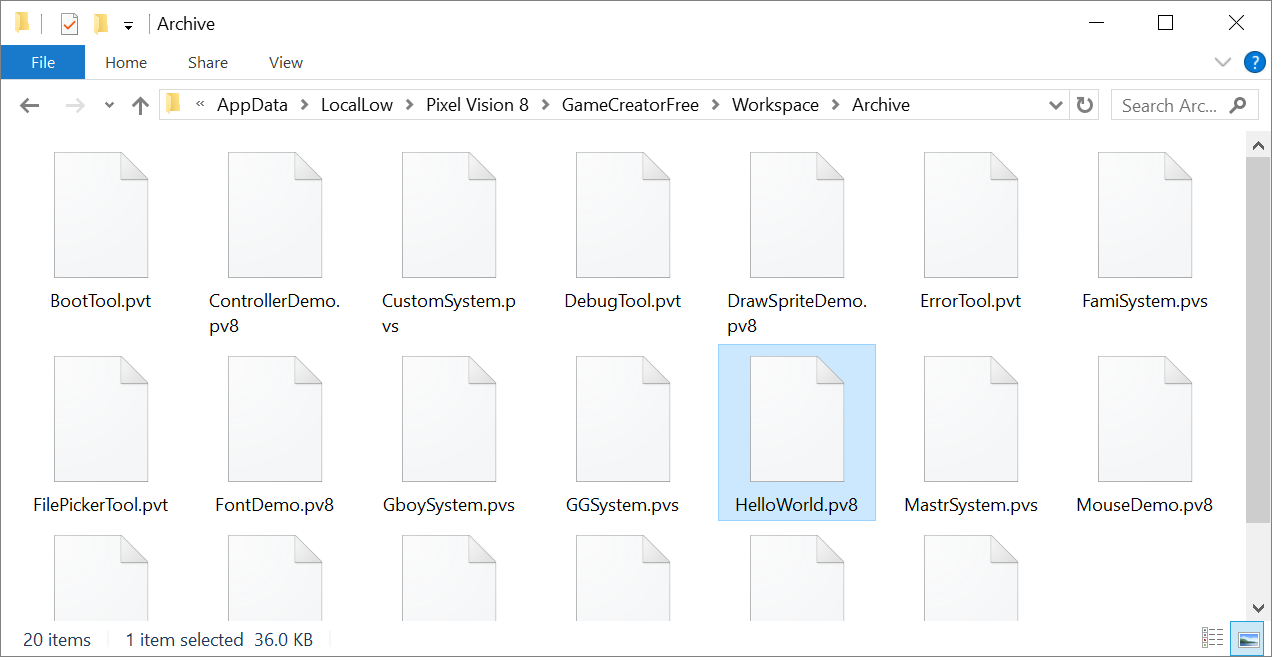 Archive
File Home Share View ?
« AppData > LocalLow > Pixel Vision 8 > GameCreatorFree > Workspace > Archive Search Arc...
BootTool.pvt ControllerDemo. CustomSystem.p DebugTool.pvt DrawSpriteDemo. ErrorTool.pvt FamiSystem.pvs
pv8 vs pv8
FilePickerTool.pvt FontDemo.pv8 GboySystem.pvs GGSystem.pvs HelloWorld.pv8 MastrSystem.pvs MouseDemo.pv8
20 items 1 item selected 36.0 KB